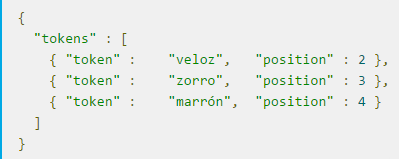 {
  "tokens" : [
    { "token" :    "veloz",   "position" : 2 },
    { "token" :    "zorro",   "position" : 3 },
    { "token" :    "marrón",  "position" : 4 }
  ]
}